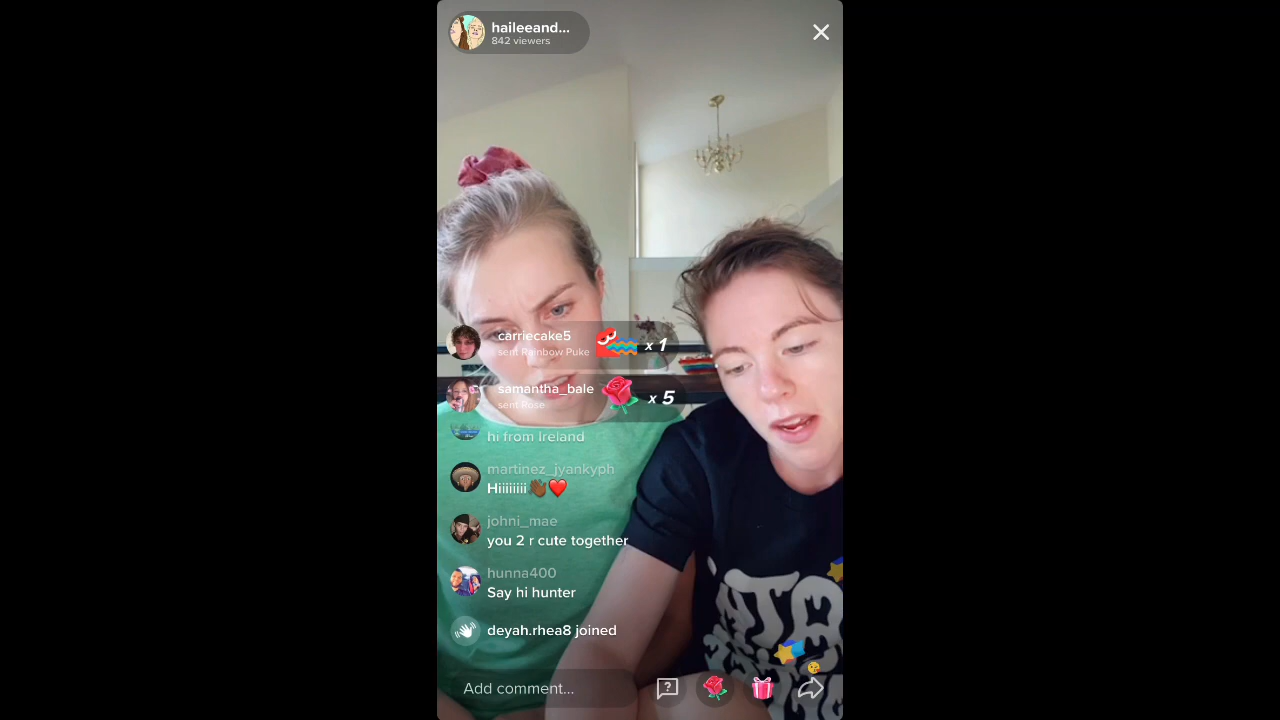 haileeand...
842 viewers
carriecake5
sent Rainbow Puke
x 1
samantha_bale
sent Rose
x 5
hi from Ireland
martinez_jyankyph
Hiiiiiiii👋🏾❤️
johni_mae
you 2 r cute together
hunna400
Say hi hunter
deyah.rhea8 joined
Add comment...
?